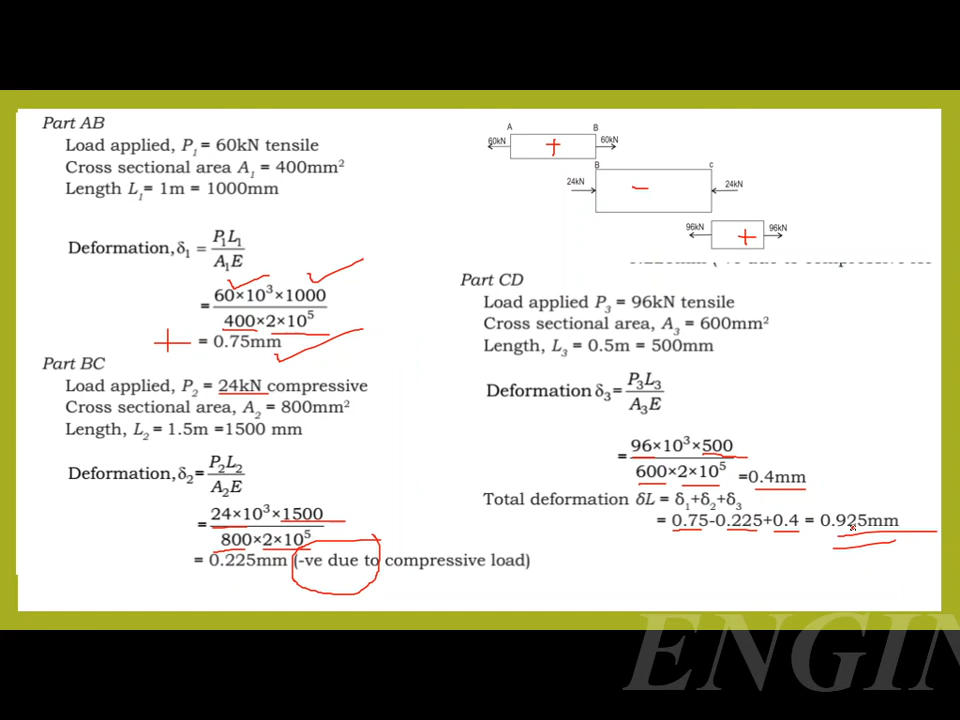 Part AB
Load applied, P₁ = 60kN tensile
Cross sectional area A₁ = 400mm²
Length L₁= 1m = 1000mm
Deformation, δ₁ = P₁L₁ / A₁E
= 60×10³×1000 / 400×2×10⁵
+ = 0.75mm
Part BC
Load applied, P₂ = 24kN compressive
Cross sectional area, A₂ = 800mm²
Length, L₂ = 1.5m =1500 mm
Deformation, δ₂= P₂L₂ / A₂E
= 24×10³×1500 / 800×2×10⁵
= 0.225mm (-ve due to compressive load)
A B
60kN + 60kN
B c
24kN - 24kN
96kN + 96kN
Part CD
Load applied P₃ = 96kN tensile
Cross sectional area, A₃ = 600mm²
Length, L₃ = 0.5m = 500mm
Deformation δ₃= P₃L₃ / A₃E
= 96×10³×500 / 600×2×10⁵ =0.4mm
Total deformation δL = δ₁+δ₂+δ₃
= 0.75-0.225+0.4 = 0.925mm
ENGIN